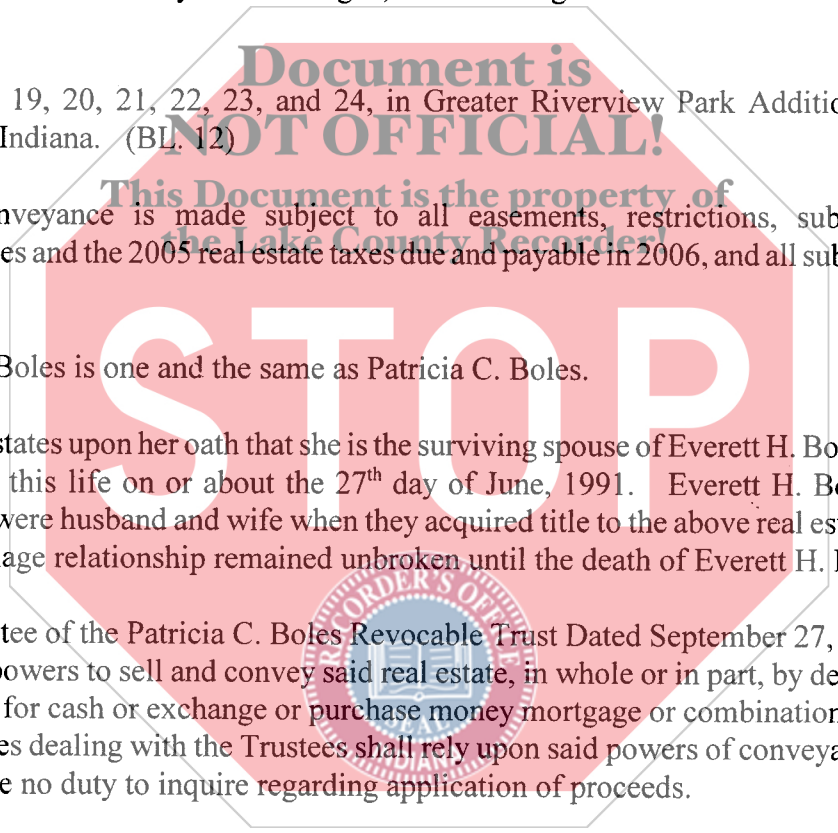 Document is
19, 20, 21, 22, 23, and 24, in Greater Riverview Park Additio
NOT OFFICIAL!
Indiana. (BL. 12)
This Document is the property of
nveyance is made subject to all easements, restrictions, sub
the Lake County Recorder!
es and the 2005 real estate taxes due and payable in 2006, and all sub
STOP
Boles is one and the same as Patricia C. Boles.
states upon her oath that she is the surviving spouse of Everett H. Bo
this life on or about the 27th day of June, 1991. Everett H. B
were husband and wife when they acquired title to the above real es
age relationship remained unbroken until the death of Everett H.
RECORDER'S OFFICE
tee of the Patricia C. Boles Revocable Trust Dated September 27,
powers to sell and convey said real estate, in whole or in part, by de
for cash or exchange or purchase money mortgage or combination
SEAL
es dealing with the Trustees shall rely upon said powers of conveya
INDIANA
e no duty to inquire regarding application of proceeds.